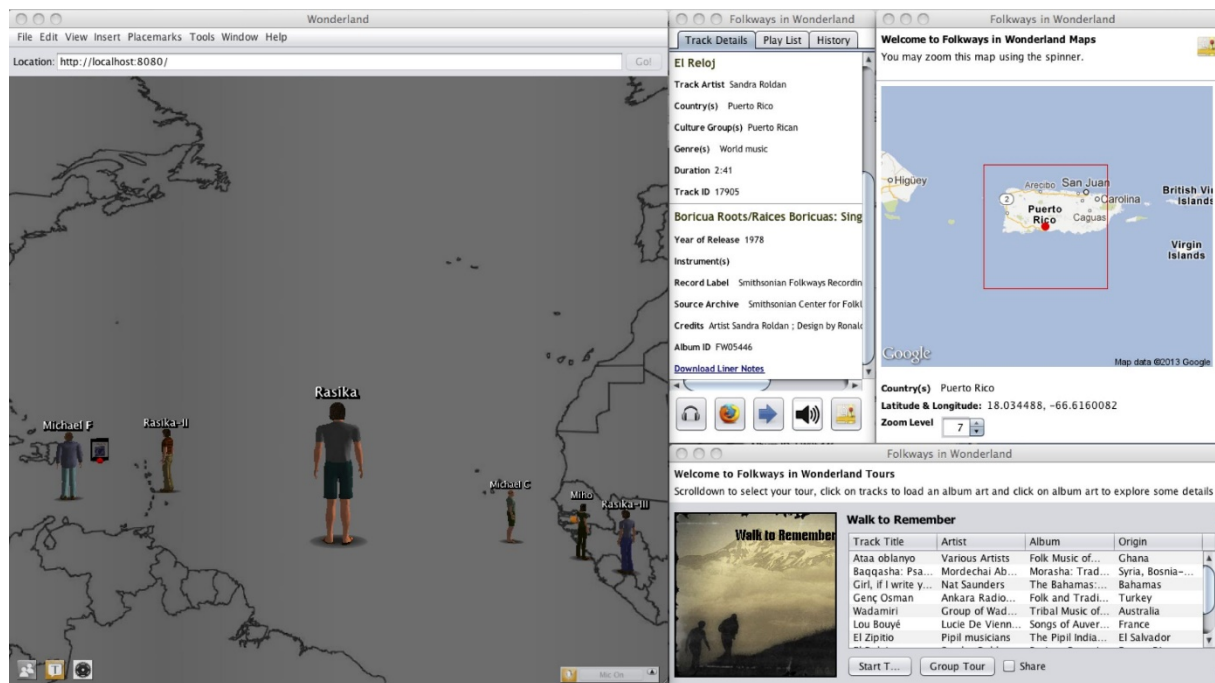 Wonderland
File Edit View Insert Placemarks Tools Window Help
Location: http://localhost:8080/ Go!
Rasika
Michael F
Rasika-II
Michael G
Miho
Rasika-III
T
Mic On
Folkways in Wonderland
Track Details Play List History
El Reloj
Track Artist Sandra Roldan
Country(s) Puerto Rico
Culture Group(s) Puerto Rican
Genre(s) World music
Duration 2:41
Track ID 17905
Boricua Roots/Raices Boricuas: Sing
Year of Release 1978
Instrument(s)
Record Label Smithsonian Folkways Recordin
Source Archive Smithsonian Center for Folkl
Credits Artist Sandra Roldan ; Design by Ronald
Album ID FW05446
Download Liner Notes
Folkways in Wonderland
Welcome to Folkways in Wonderland Maps
You may zoom this map using the spinner.
Higüey
Arecibo San Juan
Carolina
2
Puerto Rico
Caguas
British Vir
Islands
Virgin
Islands
Google
Map data ©2013 Google
Country(s) Puerto Rico
Latitude & Longitude: 18.034488, -66.6160082
Zoom Level 7
Folkways in Wonderland
Welcome to Folkways in Wonderland Tours
Scrolldown to select your tour, click on tracks to load an album art and click on album art to explore some details
Walk to Remember
Walk to Remember
Track Title Artist Album Origin
Ataa oblanyo Various Artists Folk Music of... Ghana
Baqqasha: Psa... Mordechai Ab... Morasha: Trad... Syria, Bosnia-...
Girl, if I write y... Nat Saunders The Bahamas:... Bahamas
Genç Osman Ankara Radio... Folk and Tradi... Turkey
Wadamiri Group of Wad... Tribal Music of... Australia
Lou Bouyé Lucie De Vienn... Songs of Auver... France
El Zipitio Pipil musicians The Pipil India... El Salvador
Start T... Group Tour Share